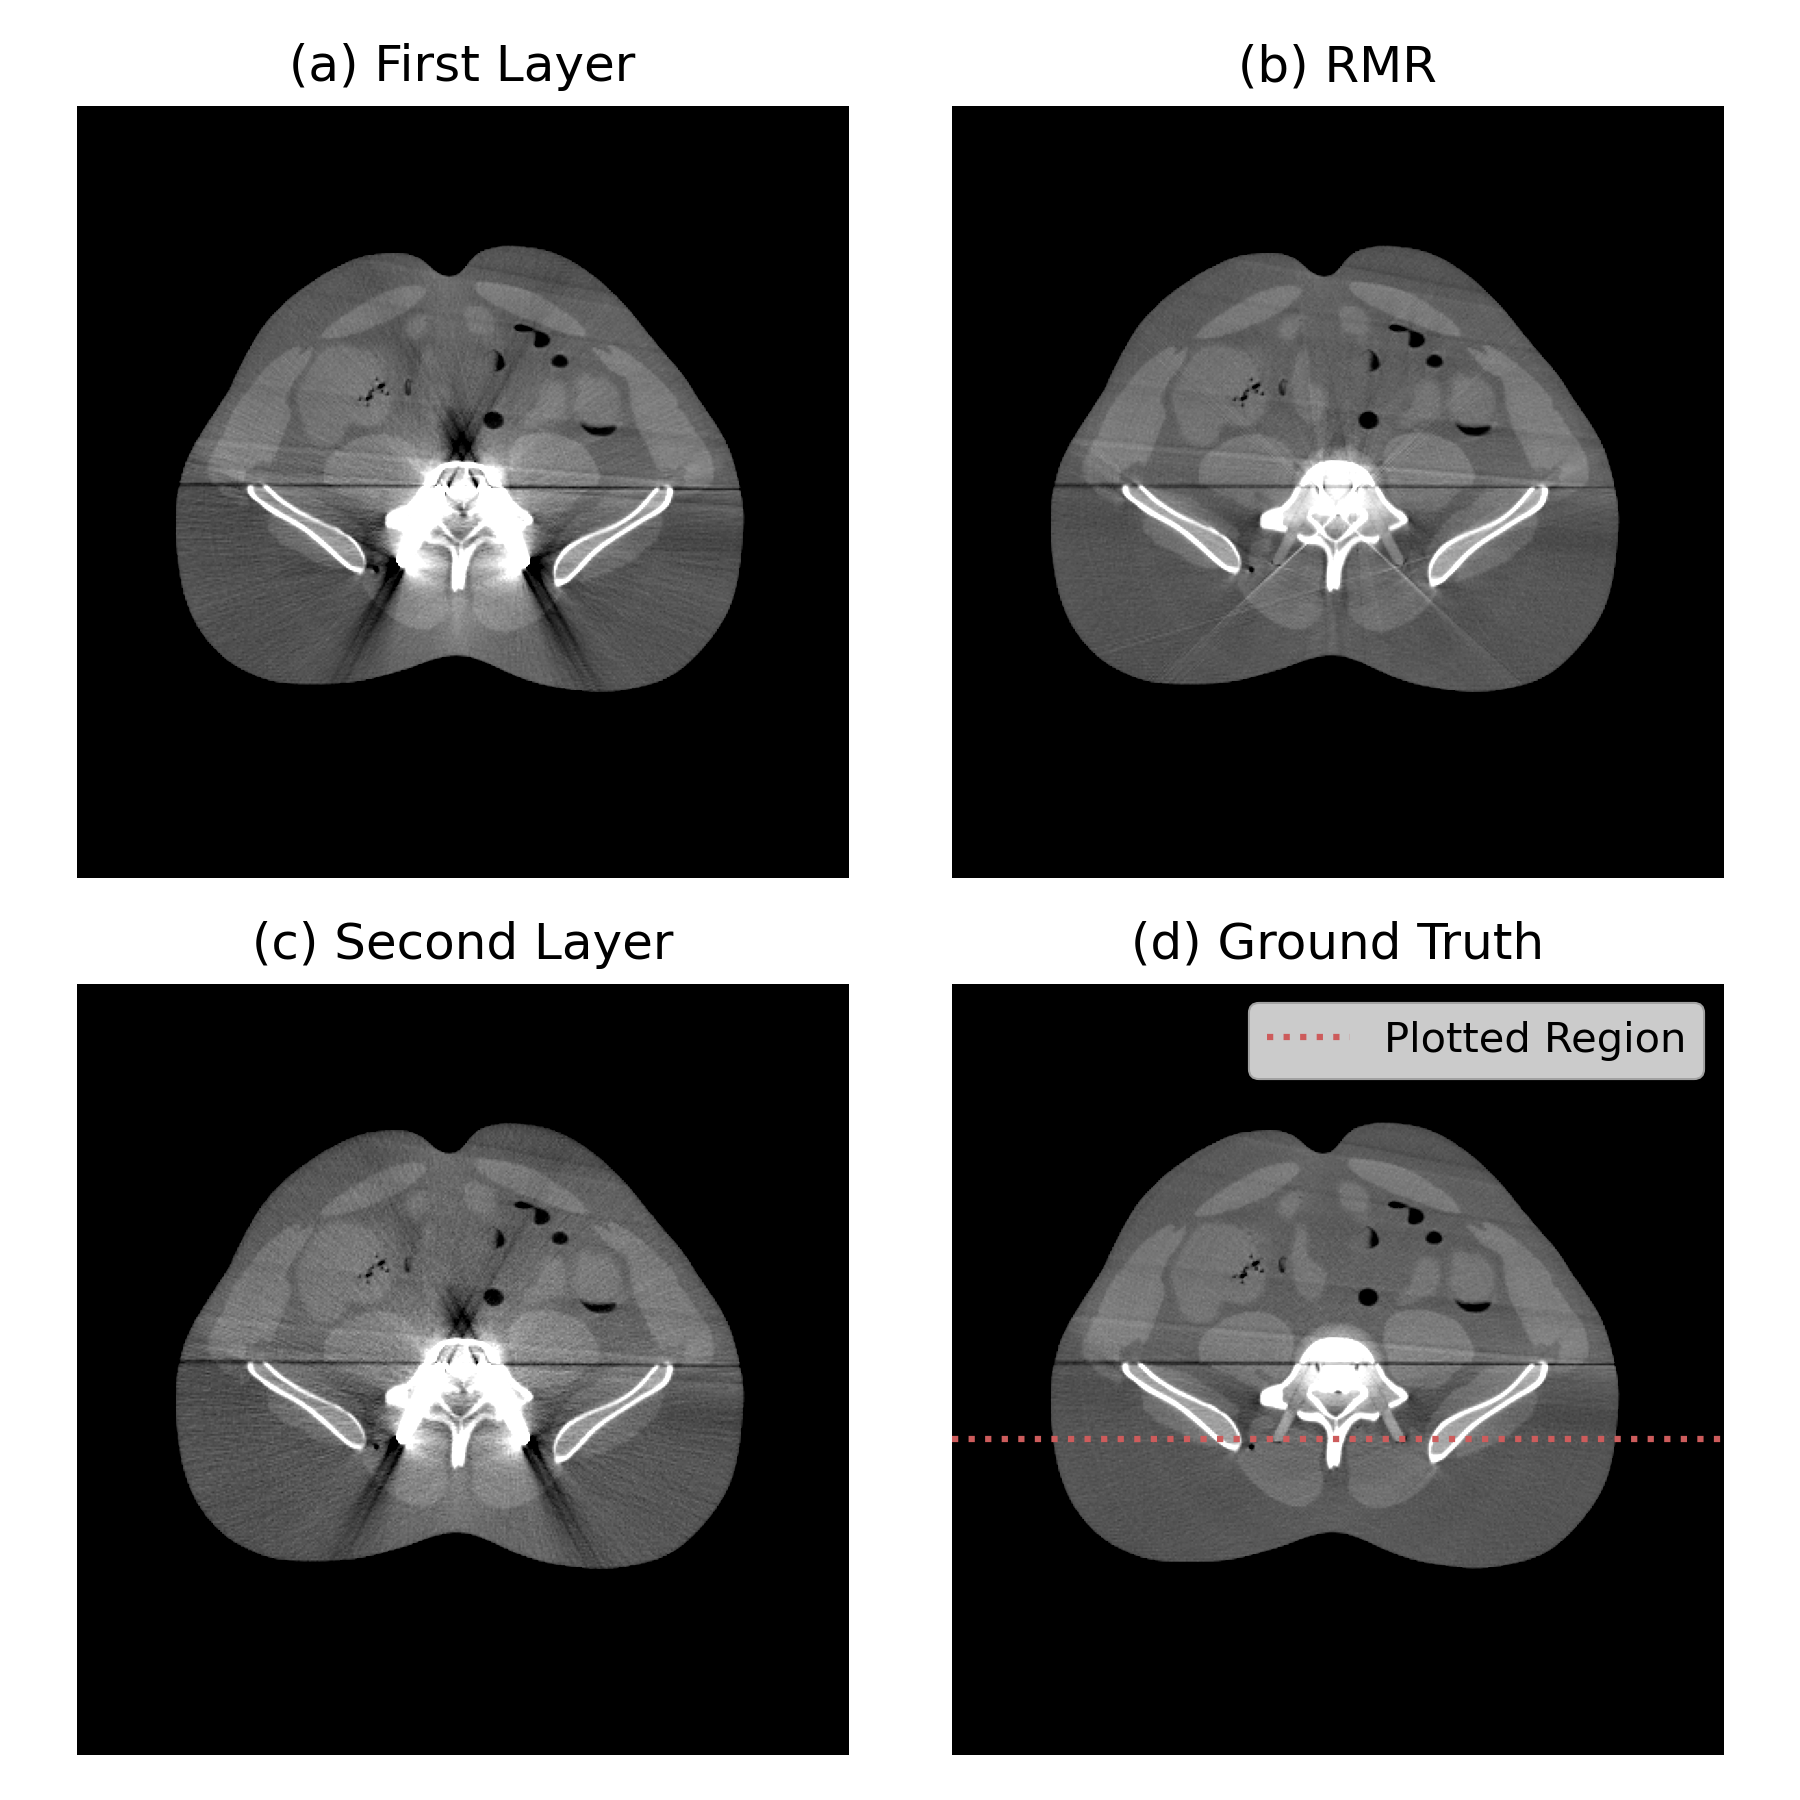 (a) First Layer
(b) RMR
(c) Second Layer
(d) Ground Truth
Plotted Region